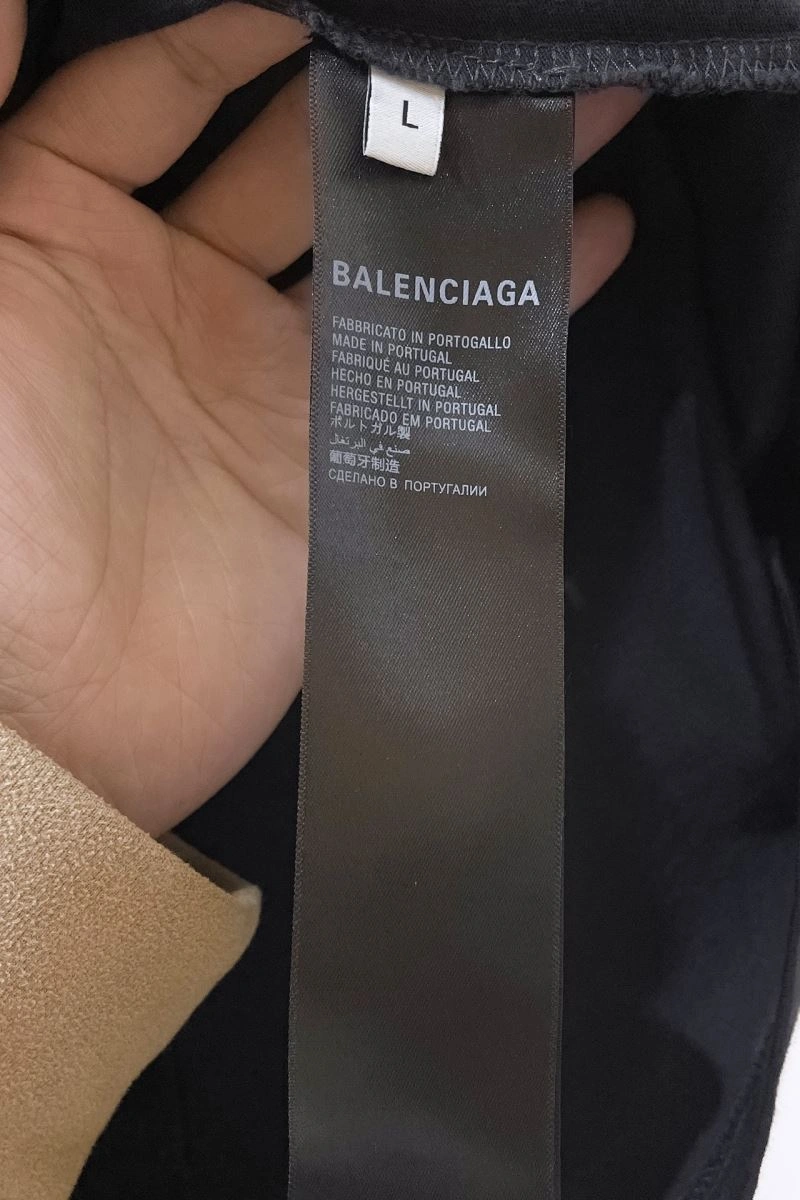 L
BALENCIAGA
FABBRICATO IN PORTOGALLO
MADE IN PORTUGAL
FABRIQUÉ AU PORTUGAL
HECHO EN PORTUGAL
HERGESTELLT IN PORTUGAL
FABRICADO EM PORTUGAL
ポルトガル製
صنع في البرتغال
葡萄牙制造
СДЕЛАНО В ПОРТУГАЛИИ